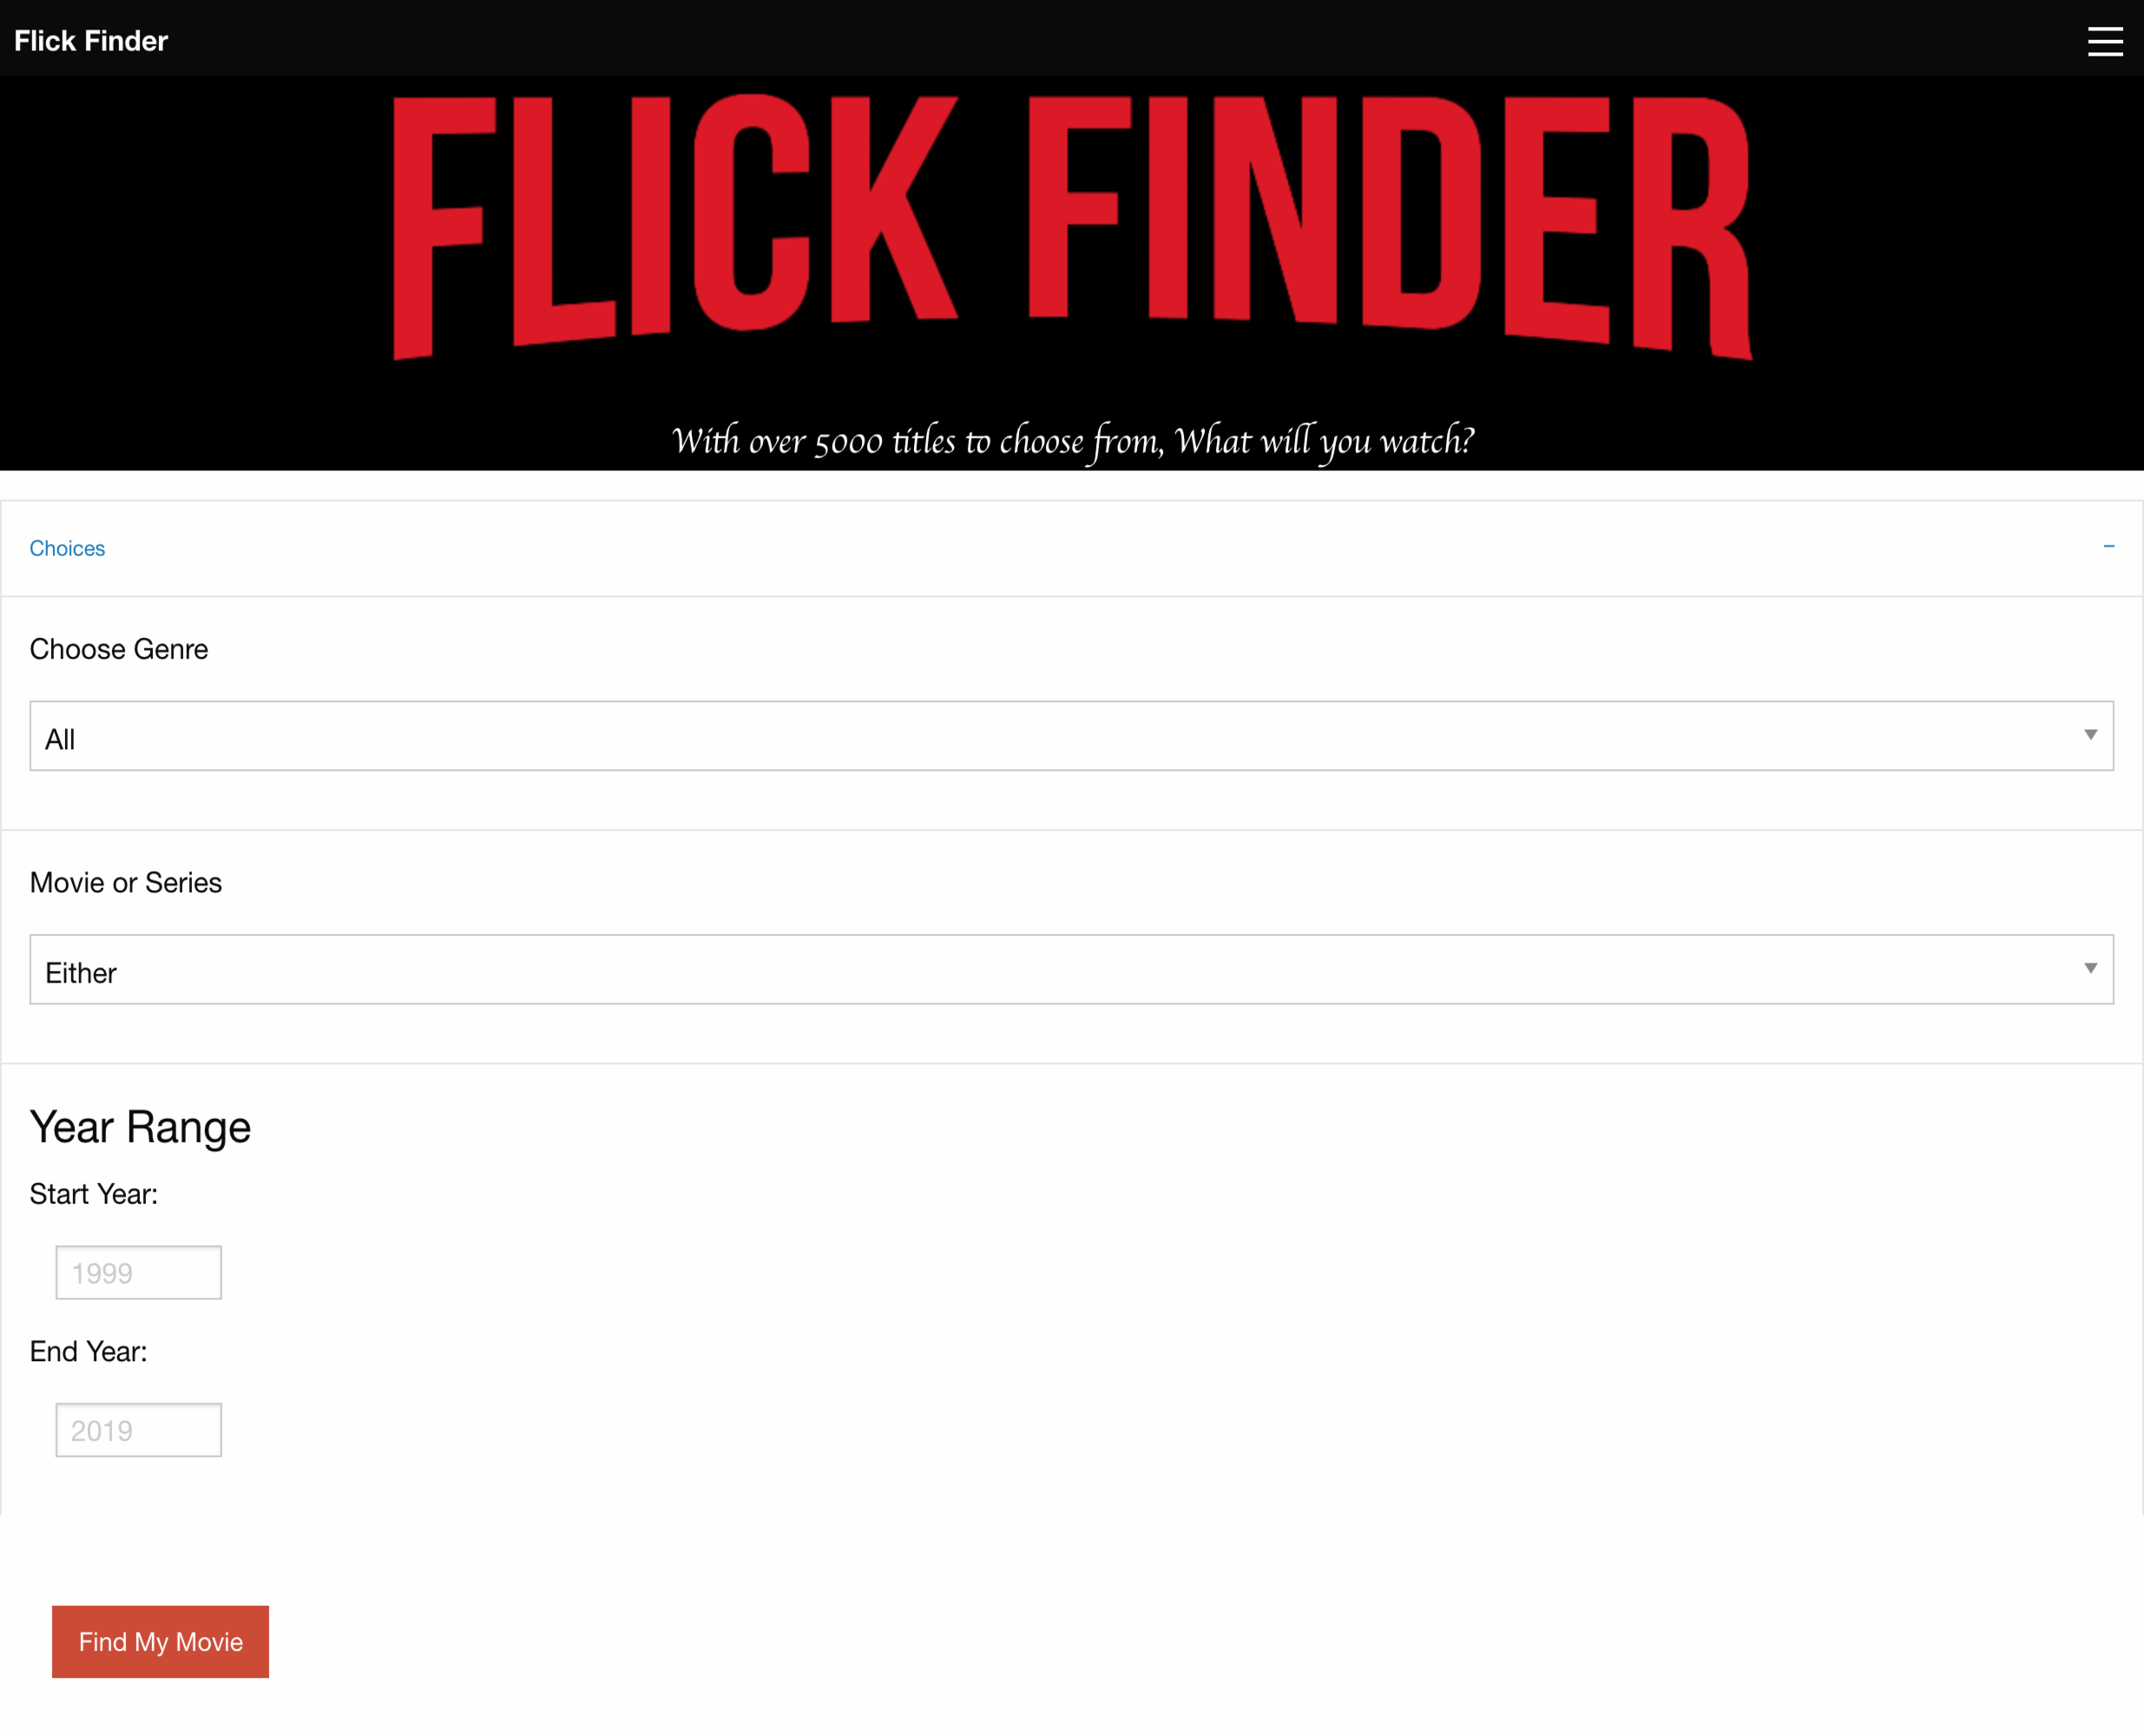 Flick Finder
FLICK FINDER
With over 5000 titles to choose from, What will you watch?
Choices
Choose Genre
All
Movie or Series
Either
Year Range
Start Year:
1999
End Year:
2019
Find My Movie